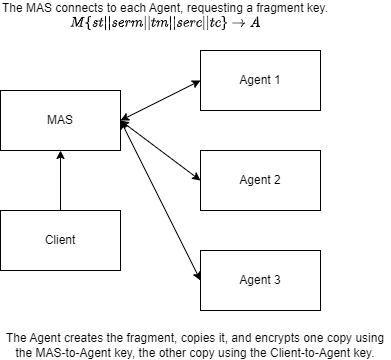 The MAS connects to each Agent, requesting a fragment key.
M{st||serm||tm||serc||tc} → A
Agent 1
MAS
Agent 2
Client
Agent 3
The Agent creates the fragment, copies it, and encrypts one copy using
the MAS-to-Agent key, the other copy using the Client-to-Agent key.